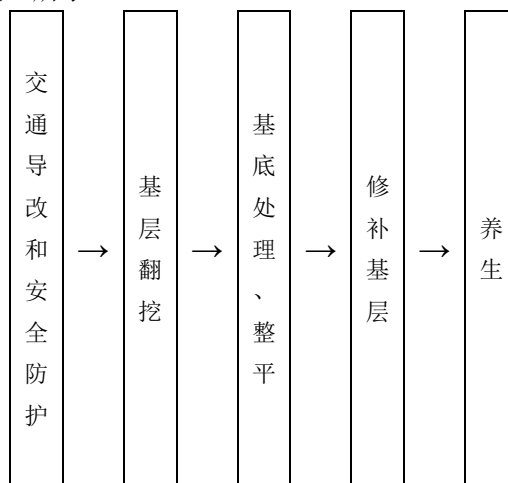 交通导改和安全防护
→
基层翻挖
→
基底处理、整平
→
修补基层
→
养生